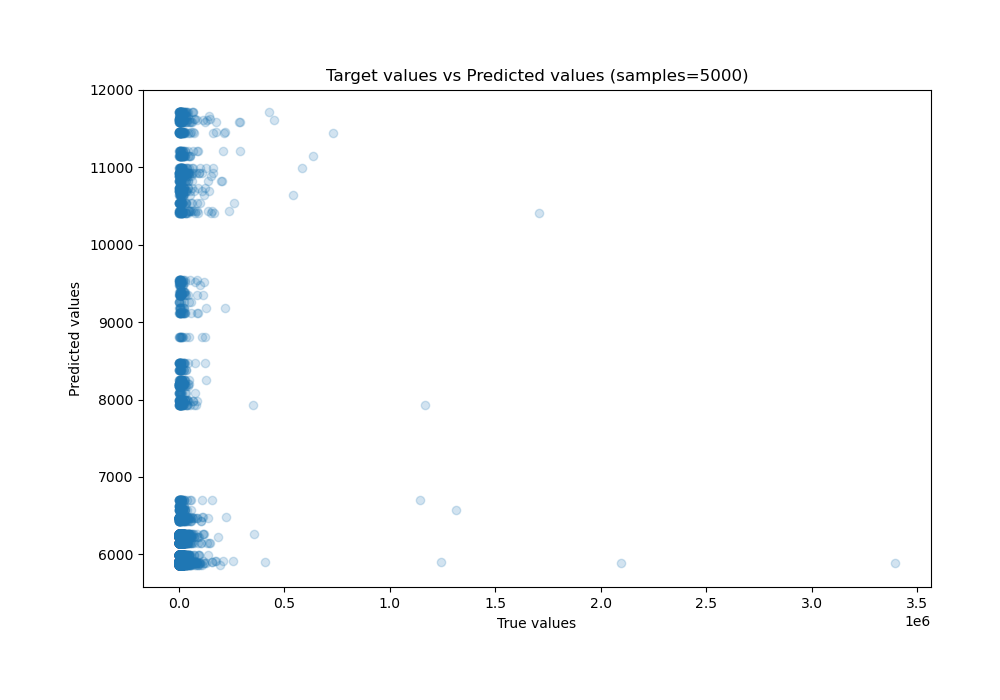 Target values vs Predicted values (samples=5000)
12000
11000
10000
9000
8000
7000
6000
Predicted values
0.0 0.5 1.0 1.5 2.0 2.5 3.0 3.5
1e6
True values